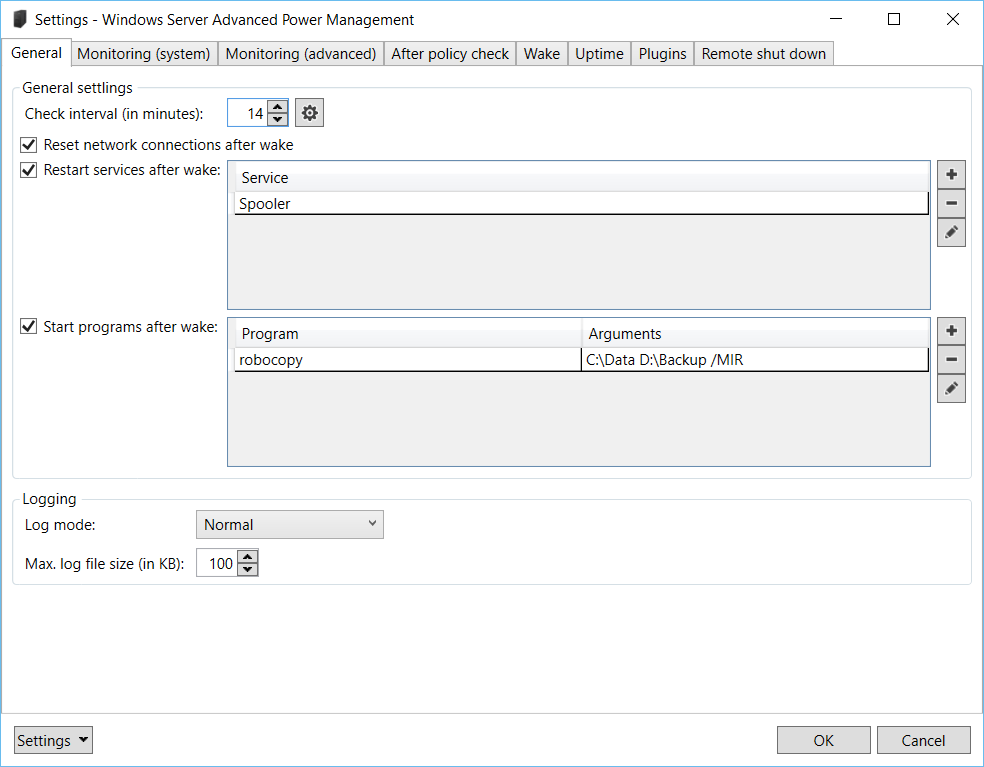 Settings - Windows Server Advanced Power Management
General Monitoring (system) Monitoring (advanced) After policy check Wake Uptime Plugins Remote shut down
General settlings
Check interval (in minutes): 14
Reset network connections after wake
Restart services after wake:
Service
Spooler
Start programs after wake:
Program Arguments
robocopy C:\Data D:\Backup /MIR
Logging
Log mode: Normal
Max. log file size (in KB): 100
Settings OK Cancel